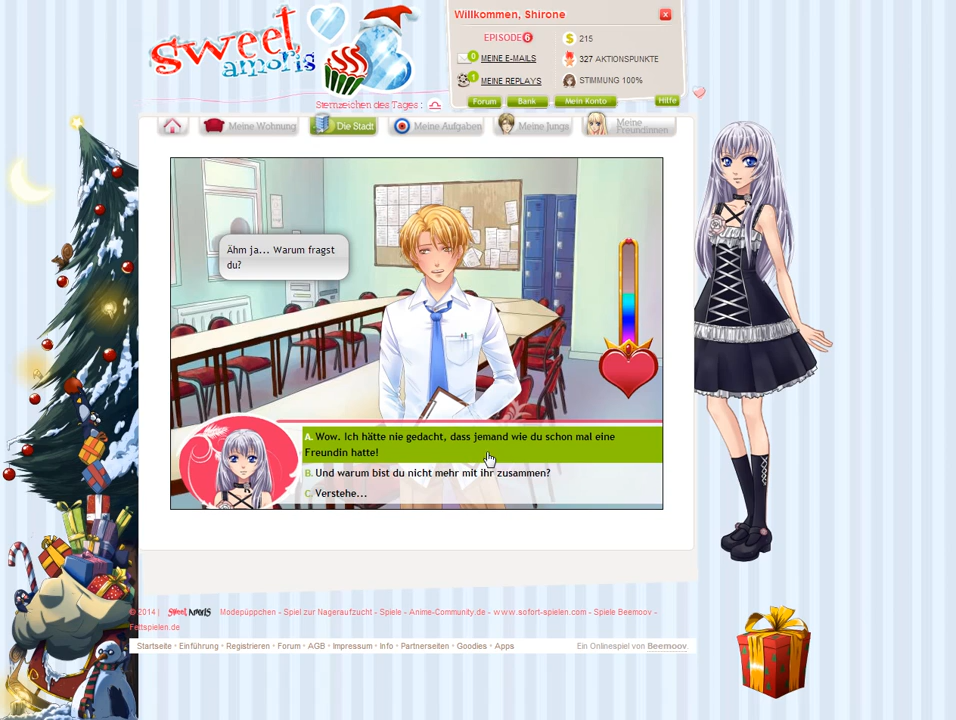 sweet
amoris
Willkommen, Shirone
x
EPISODE 6
$ 215
0 MEINE E-MAILS
327 AKTIONSPUNKTE
1 MEINE REPLAY'S
STIMMUNG 100%
Sternzeichen des Tages :
Forum
Bank
Mein Konto
Hilfe
Meine Wohnung
Die Stadt
Meine Aufgaben
Meine Jungs
Meine
Freundinnen
Ähm ja... Warum fragst
du?
A. Wow. Ich hätte nie gedacht, dass jemand wie du schon mal eine
Freundin hatte!
B. Und warum bist du nicht mehr mit ihr zusammen?
C. Verstehe...
© 2014 | Sweet Amoris Modepüppchen - Spiel zur Nageraufzucht - Spiele - Anime-Community.de - www.sofort-spielen.com - Spiele Beemoov -
Fettspielen.de
Startseite · Einführung · Registrieren · Forum · AGB · Impressum · Info · Partnerseiten · Goodies · Apps
Ein Onlinespiel von Beemoov.